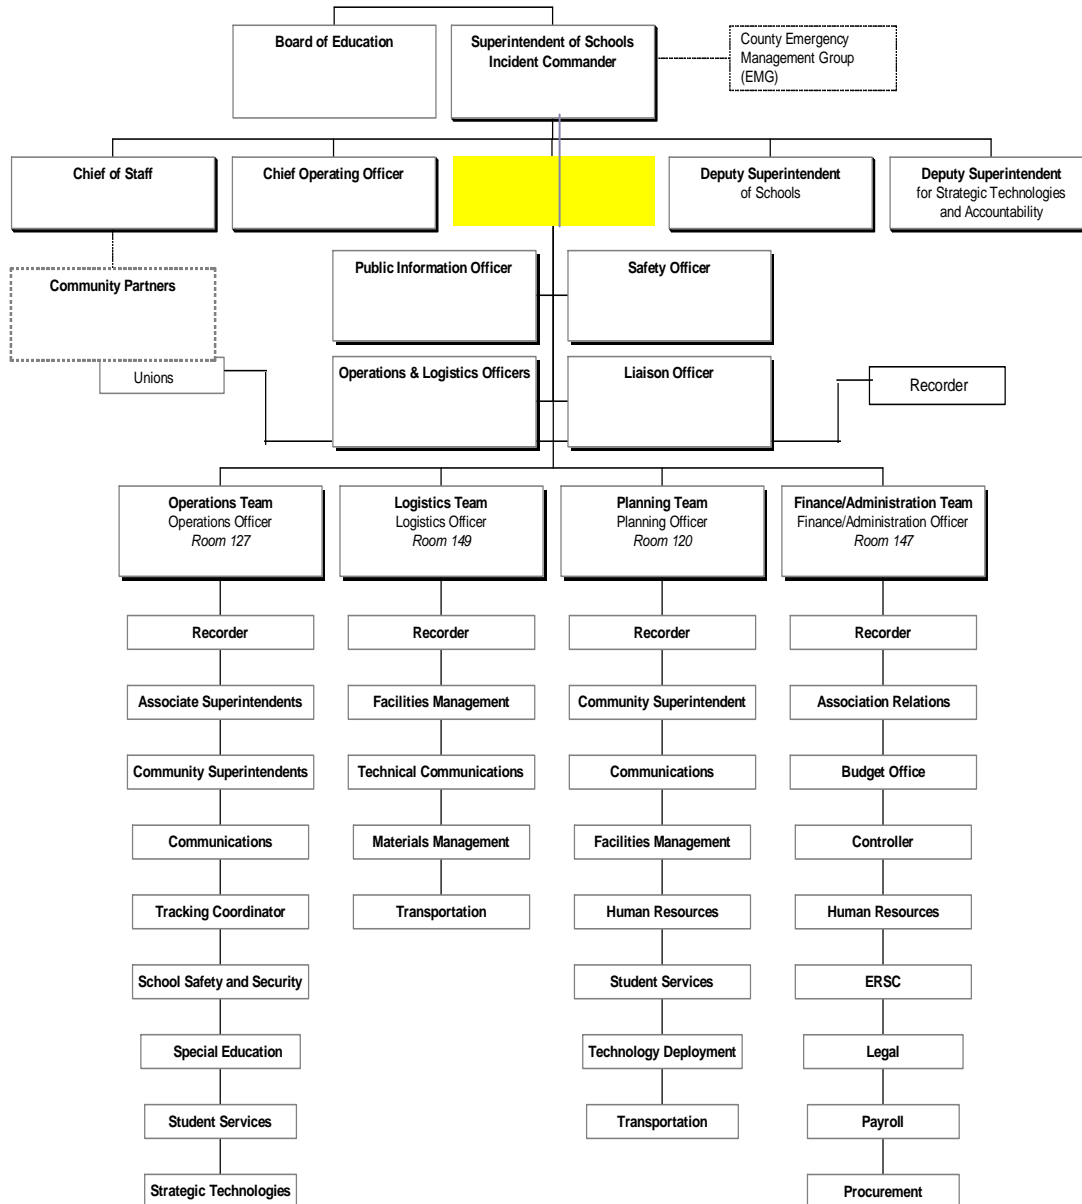 Board of Education
Superintendent of Schools
Incident Commander
County Emergency
Management Group
(EMG)
Chief of Staff
Chief Operating Officer
Deputy Superintendent
of Schools
Deputy Superintendent
for Strategic Technologies
and Accountability
Community Partners
Public Information Officer
Safety Officer
Unions
Operations & Logistics Officers
Liaison Officer
Recorder
Operations Team
Operations Officer
Room 127
Logistics Team
Logistics Officer
Room 149
Planning Team
Planning Officer
Room 120
Finance/Administration Team
Finance/Administration Officer
Room 147
Recorder
Associate Superintendents
Community Superintendents
Communications
Tracking Coordinator
School Safety and Security
Special Education
Student Services
Strategic Technologies
Recorder
Facilities Management
Technical Communications
Materials Management
Transportation
Recorder
Community Superintendent
Communications
Facilities Management
Human Resources
Student Services
Technology Deployment
Transportation
Recorder
Association Relations
Budget Office
Controller
Human Resources
ERSC
Legal
Payroll
Procurement